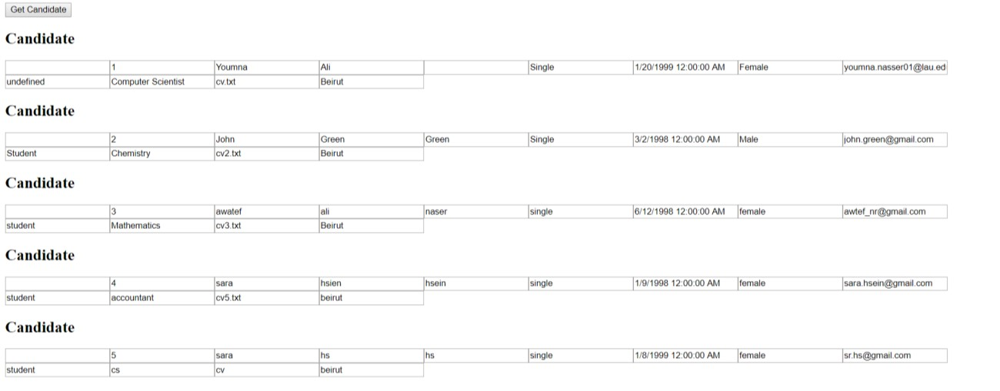 Get Candidate
Candidate
1 Youmna Ali Single 1/20/1999 12:00:00 AM Female youmna.nasser01@lau.ed
undefined Computer Scientist cv.txt Beirut
Candidate
2 John Green Green Single 3/2/1998 12:00:00 AM Male john.green@gmail.com
Student Chemistry cv2.txt Beirut
Candidate
3 awatef ali naser single 6/12/1998 12:00:00 AM female awtef_nr@gmail.com
student Mathematics cv3.txt Beirut
Candidate
4 sara hsien hsein single 1/9/1998 12:00:00 AM female sara.hsein@gmail.com
student accountant cv5.txt beirut
Candidate
5 sara hs hs single 1/8/1999 12:00:00 AM female sr.hs@gmail.com
student cs cv beirut